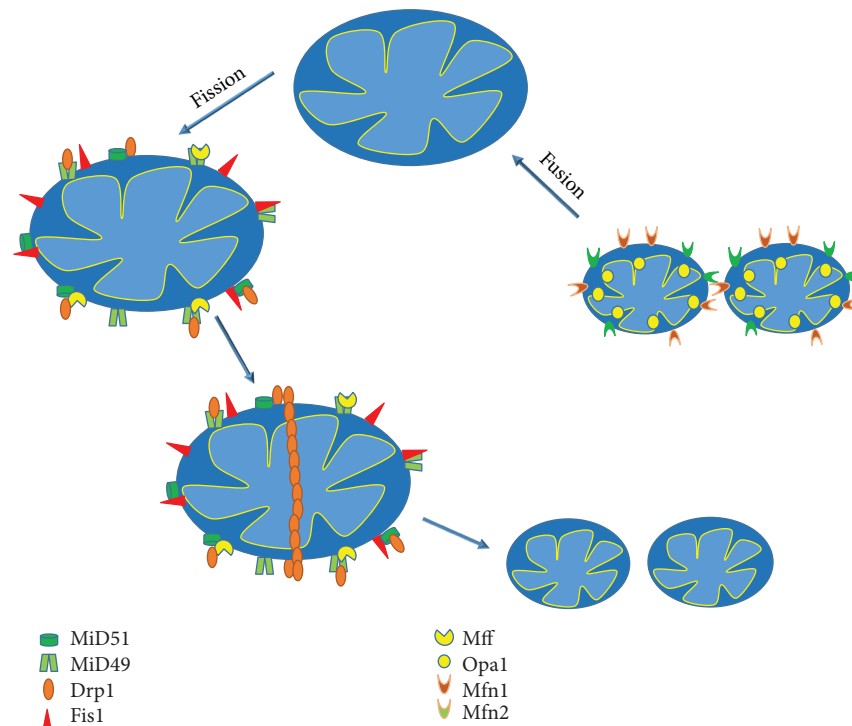 Fission
Fusion
MiD51
MiD49
Drp1
Fis1
Mff
Opa1
Mfn1
Mfn2